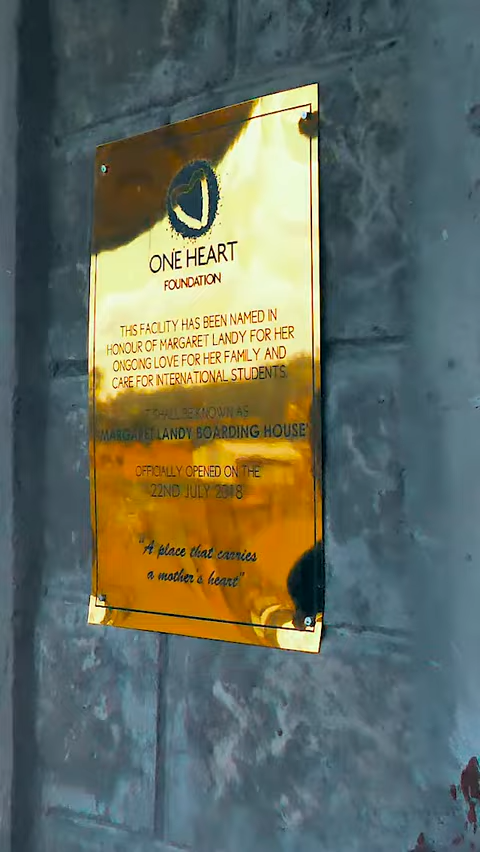 ONE HEART
FOUNDATION
THIS FACILITY HAS BEEN NAMED IN
HONOUR OF MARGARET LANDY FOR HER
ONGOING LOVE FOR HER FAMILY AND
CARE FOR INTERNATIONAL STUDENTS.
IT SHALL BE KNOWN AS
"MARGARET LANDY BOARDING HOUSE"
OFFICIALLY OPENED ON THE
22ND JULY 2018
"A place that carries
a mother's heart"